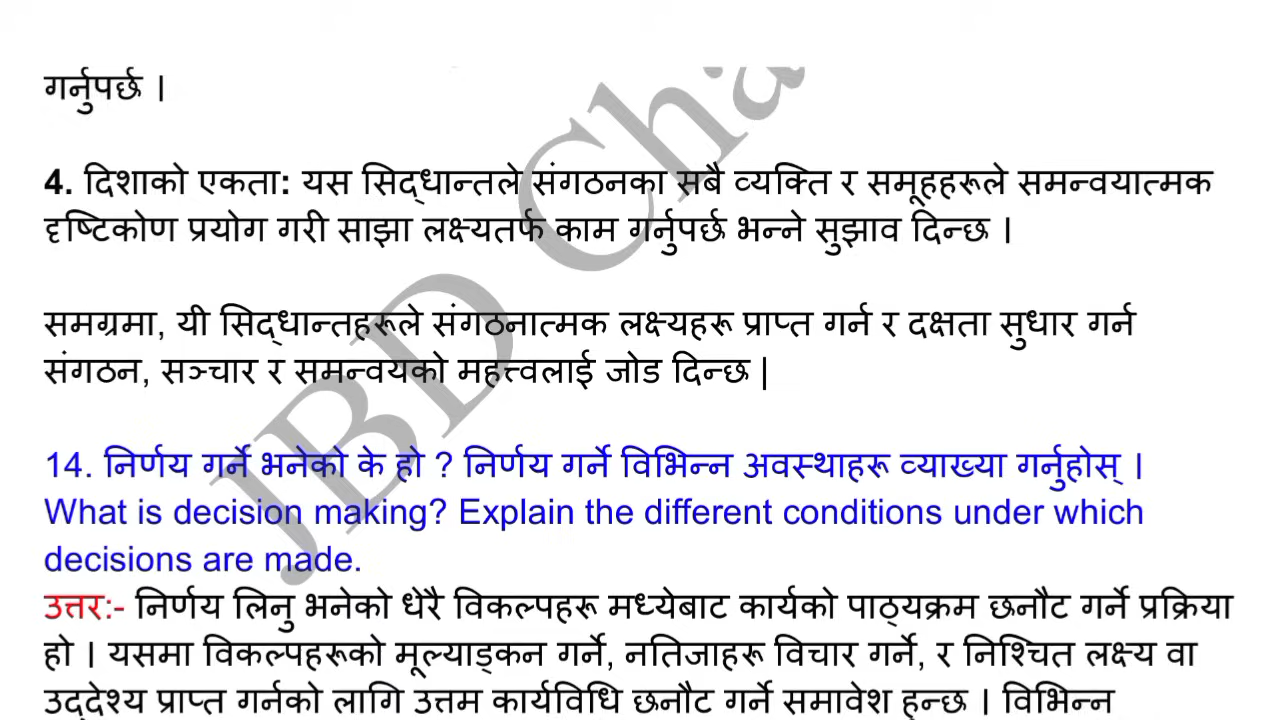 गर्नुपर्छ ।
4. दिशाको एकता: यस सिद्धान्तले संगठनका सबै व्यक्ति र समूहहरूले समन्वयात्मक
दृष्टिकोण प्रयोग गरी साझा लक्ष्यतर्फ काम गर्नुपर्छ भन्ने सुझाव दिन्छ ।
समग्रमा, यी सिद्धान्तहरूले संगठनात्मक लक्ष्यहरू प्राप्त गर्न र दक्षता सुधार गर्न
संगठन, सञ्चार र समन्वयको महत्त्वलाई जोड दिन्छ |
14. निर्णय गर्ने भनेको के हो ? निर्णय गर्ने विभिन्न अवस्थाहरू व्याख्या गर्नुहोस् ।
What is decision making? Explain the different conditions under which
decisions are made.
उत्तर:- निर्णय लिनु भनेको धेरै विकल्पहरू मध्येबाट कार्यको पाठ्यक्रम छनौट गर्ने प्रक्रिया
हो । यसमा विकल्पहरूको मूल्याङ्कन गर्ने, नतिजाहरू विचार गर्ने, र निश्चित लक्ष्य वा
उद्देश्य प्राप्त गर्नको लागि उत्तम कार्यविधि छनौट गर्ने समावेश हुन्छ । विभिन्न
JBD Cha